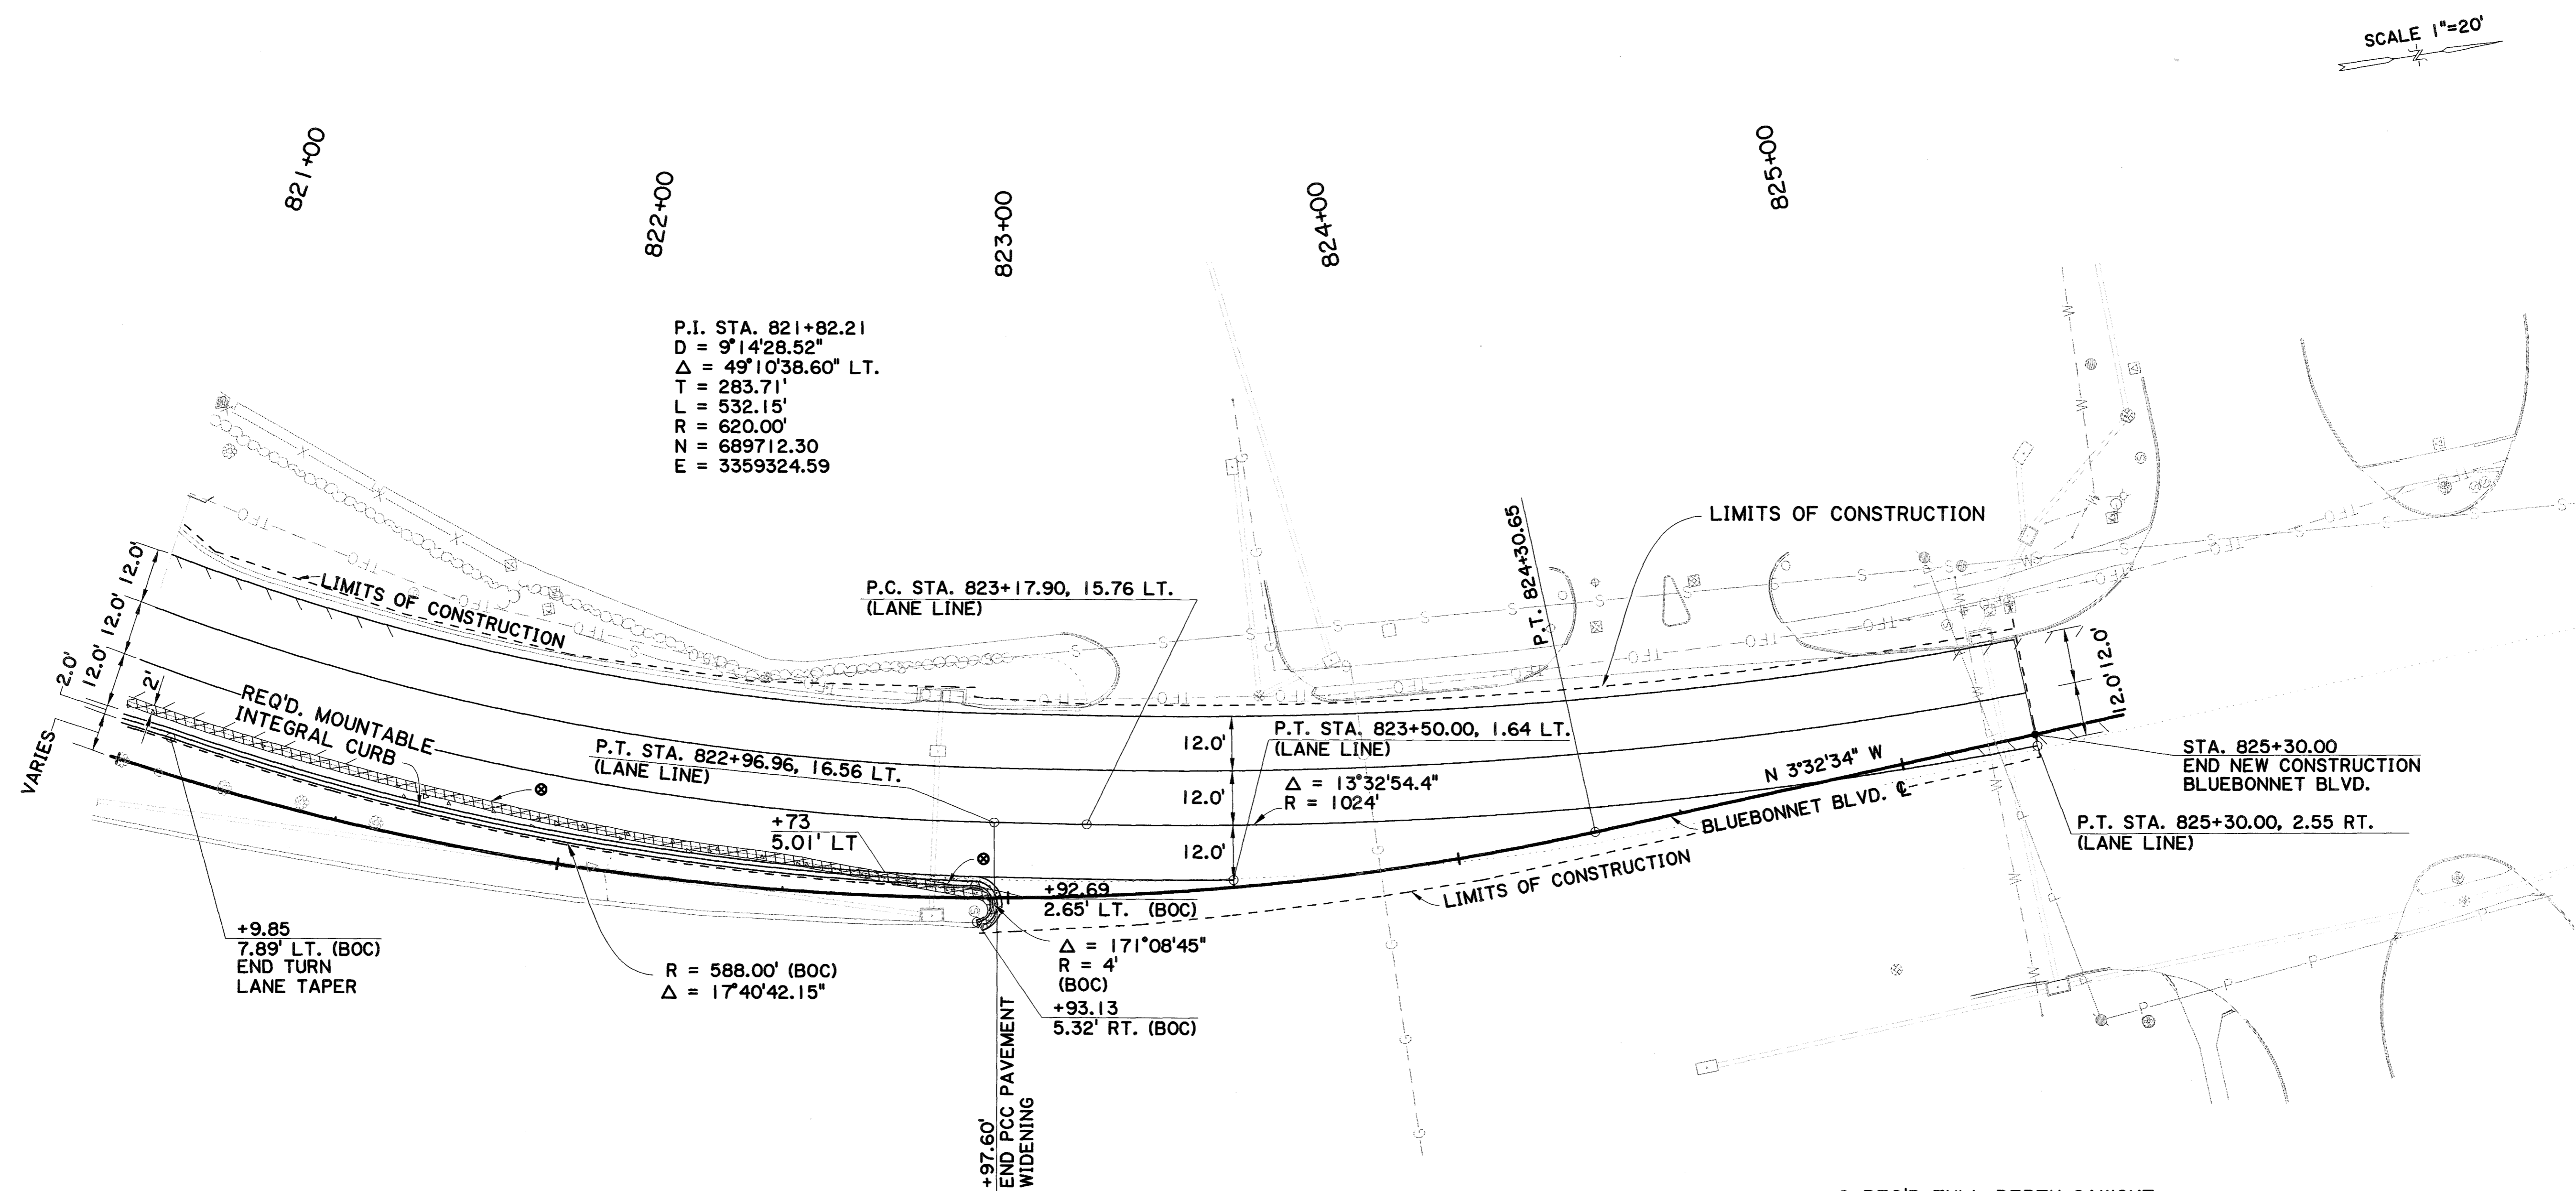 SCALE 1"=20'
821+00
822+00
823+00
824+00
825+00
P.I. STA. 821+82.21
D = 9°14'28.52"
Δ = 49°10'38.60" LT.
T = 283.71'
L = 532.15'
R = 620.00'
N = 689712.30
E = 3359324.59
LIMITS OF CONSTRUCTION
P.T. STA. 824+30.65
LIMITS OF CONSTRUCTION
P.C. STA. 823+17.90, 15.76 LT.
(LANE LINE)
12.0'
12.0'
12.0'
2.0'
VARIES
2'
REQ'D. MOUNTABLE
INTEGRAL CURB
P.T. STA. 822+96.96, 16.56 LT.
(LANE LINE)
P.T. STA. 823+50.00, 1.64 LT.
(LANE LINE)
12.0'
12.0'
12.0'
Δ = 13°32'54.4"
R = 1024'
N 3°32'34" W
BLUEBONNET BLVD. ℄
LIMITS OF CONSTRUCTION
12.0'
12.0'
STA. 825+30.00
END NEW CONSTRUCTION
BLUEBONNET BLVD.
P.T. STA. 825+30.00, 2.55 RT.
(LANE LINE)
+73
5.01' LT
+92.69
2.65' LT. (BOC)
+9.85
7.89' LT. (BOC)
END TURN
LANE TAPER
R = 588.00' (BOC)
Δ = 17°40'42.15"
Δ = 171°08'45"
R = 4'
(BOC)
+93.13
5.32' RT. (BOC)
+97.60'
END PCC PAVEMENT
WIDENING